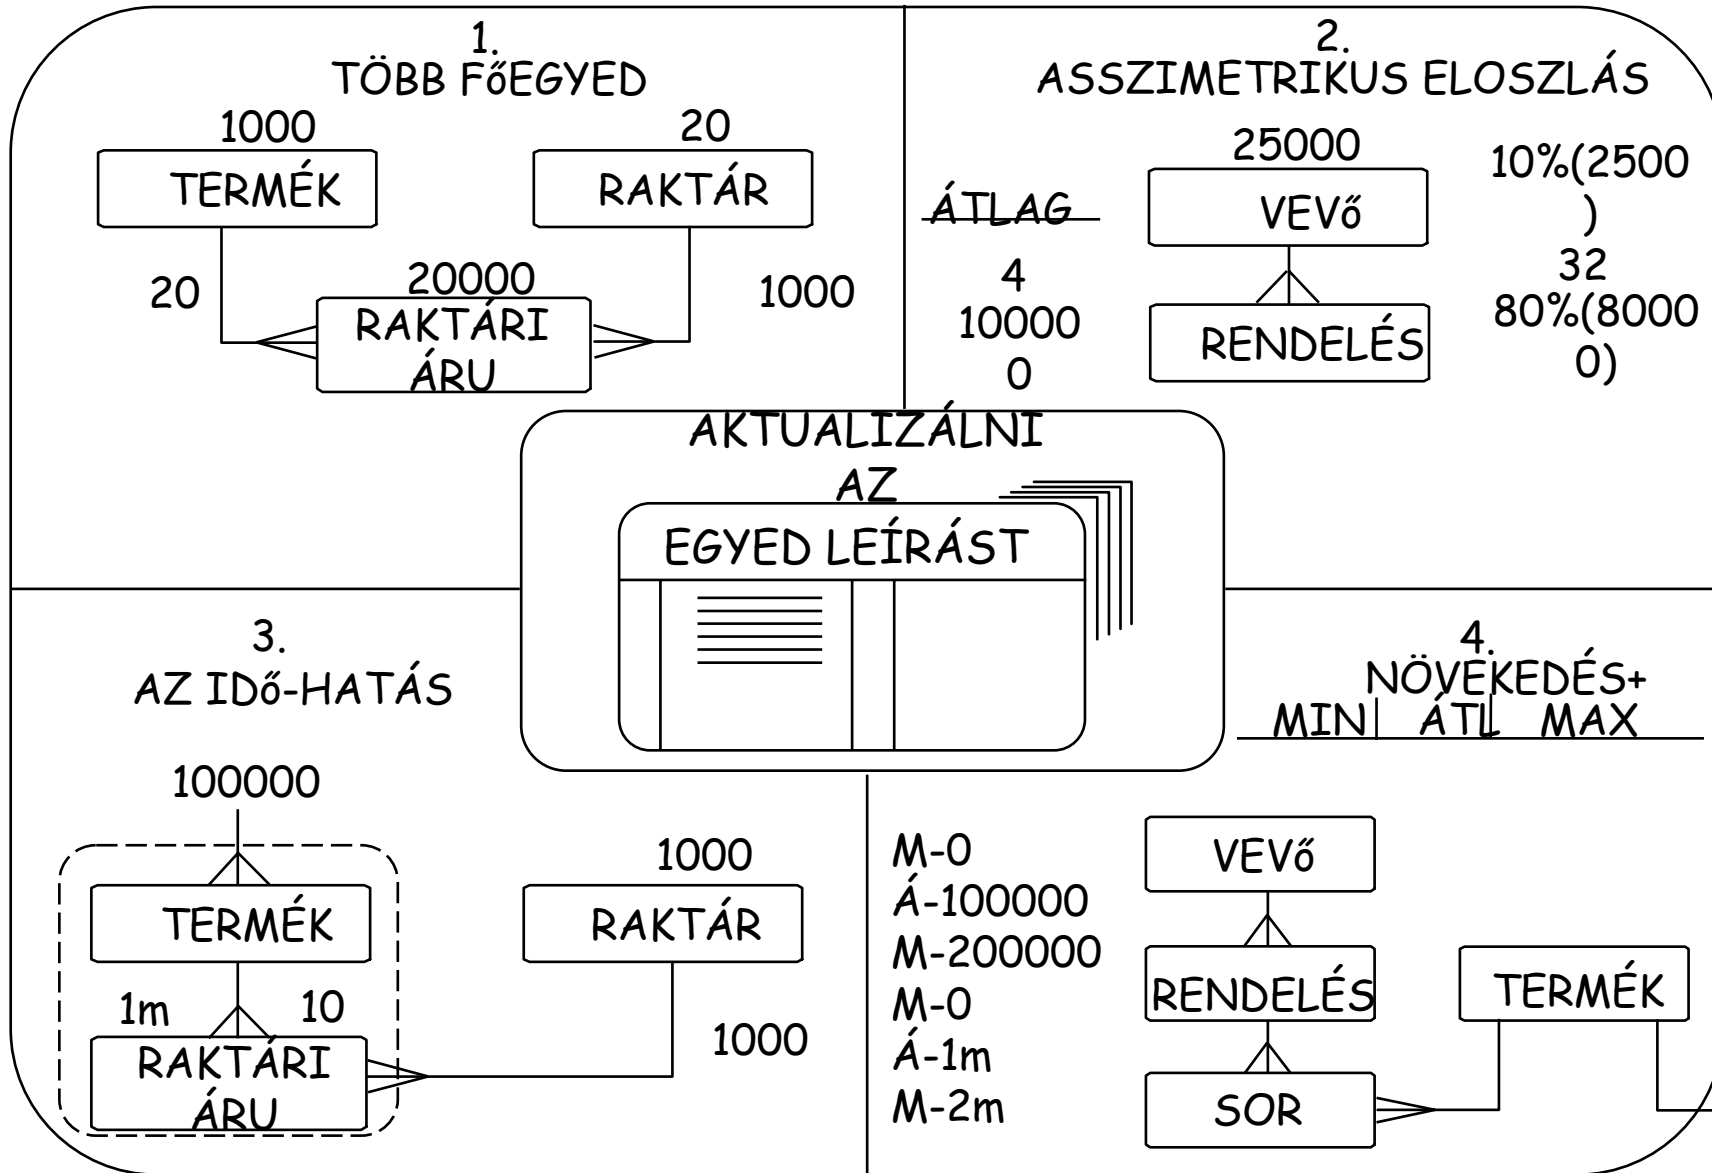 1.
TÖBB FőEGYED
1000
20
TERMÉK
RAKTÁR
20
20000
1000
RAKTÁRI
ÁRU
2.
ASSZIMETRIKUS ELOSZLÁS
25000
10%(2500
)
ÁTLAG
VEVő
4
32
10000
0
80%(8000
0)
RENDELÉS
AKTUALIZÁLNI
AZ
EGYED LEÍRÁST
3.
AZ IDő-HATÁS
100000
1000
TERMÉK
RAKTÁR
1m
10
1000
RAKTÁRI
ÁRU
4.
NÖVEKEDÉS+
MIN ÁTL MAX
M-0
Á-100000
M-200000
M-0
Á-1m
M-2m
VEVő
RENDELÉS
TERMÉK
SOR